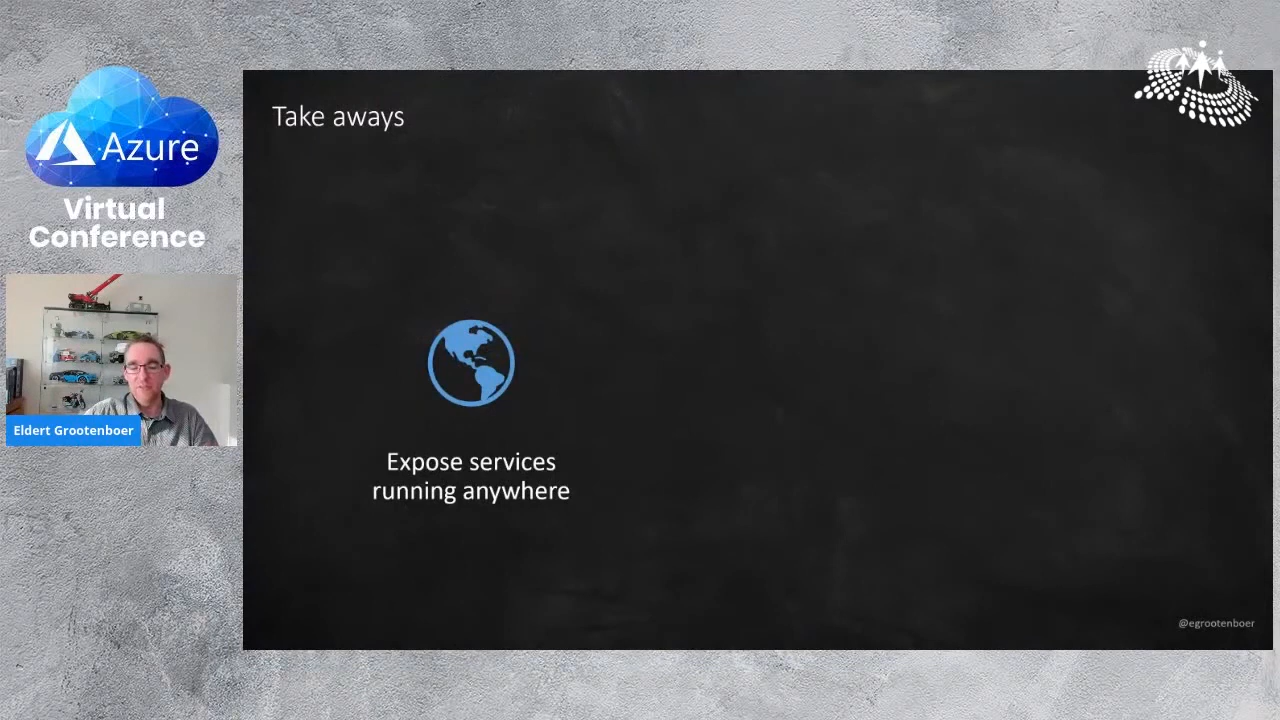 Azure
Virtual
Conference
Eldert Grootenboer
Take aways
Expose services
running anywhere
@egrootenboer